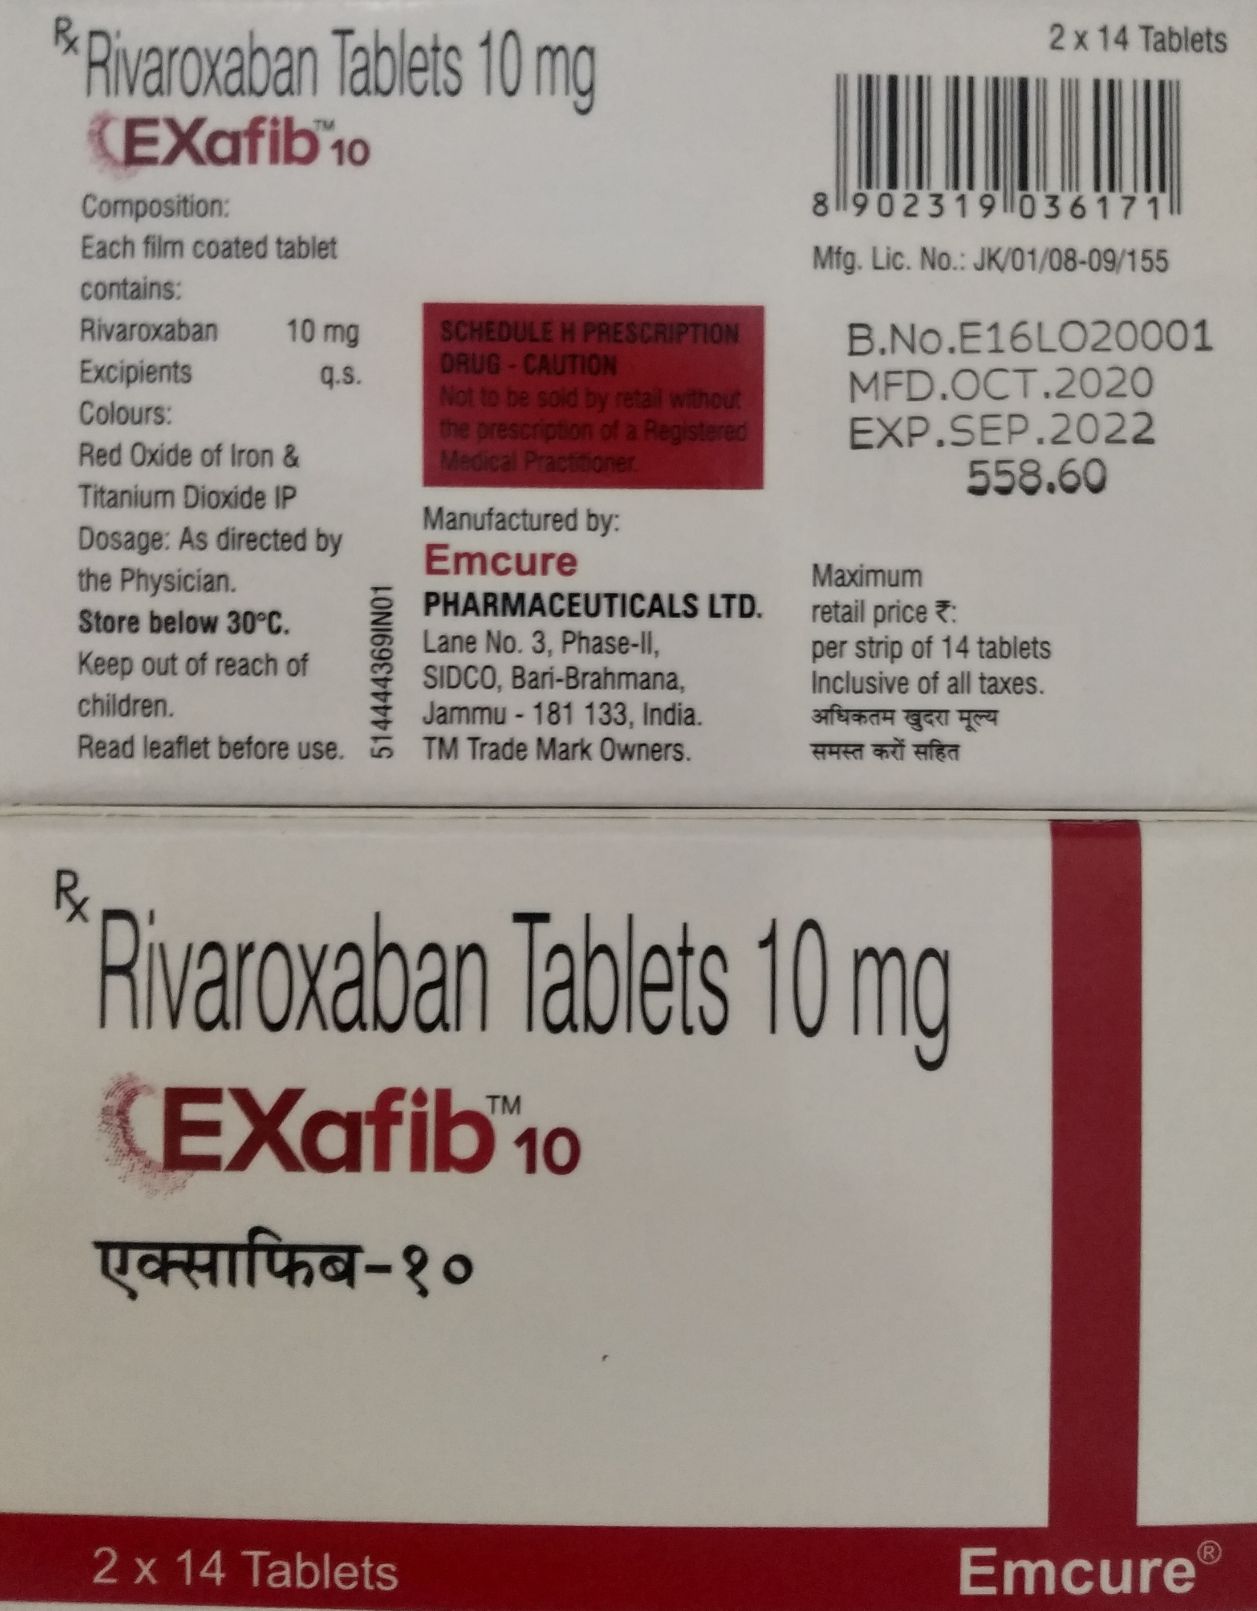 Rx Rivaroxaban Tablets 10 mg
EXafib™ 10
Composition:
Each film coated tablet
contains:
Rivaroxaban 10 mg
Excipients q.s.
Colours:
Red Oxide of Iron &
Titanium Dioxide IP
Dosage: As directed by
the Physician.
Store below 30°C.
Keep out of reach of
children.
Read leaflet before use.
514444369IN01
SCHEDULE H PRESCRIPTION
DRUG - CAUTION
Not to be sold by retail without
the prescription of a Registered
Medical Practitioner.
Manufactured by:
Emcure
PHARMACEUTICALS LTD.
Lane No. 3, Phase-II,
SIDCO, Bari-Brahmana,
Jammu - 181 133, India.
TM Trade Mark Owners.
2 x 14 Tablets
8 902319 036171
Mfg. Lic. No.: JK/01/08-09/155
B.No.E16LO20001
MFD.OCT.2020
EXP.SEP.2022
558.60
Maximum
retail price ₹:
per strip of 14 tablets
Inclusive of all taxes.
अधिकतम खुदरा मूल्य
समस्त करों सहित
Rx Rivaroxaban Tablets 10 mg
EXafib™ 10
एक्साफिब-१०
2 x 14 Tablets
Emcure®